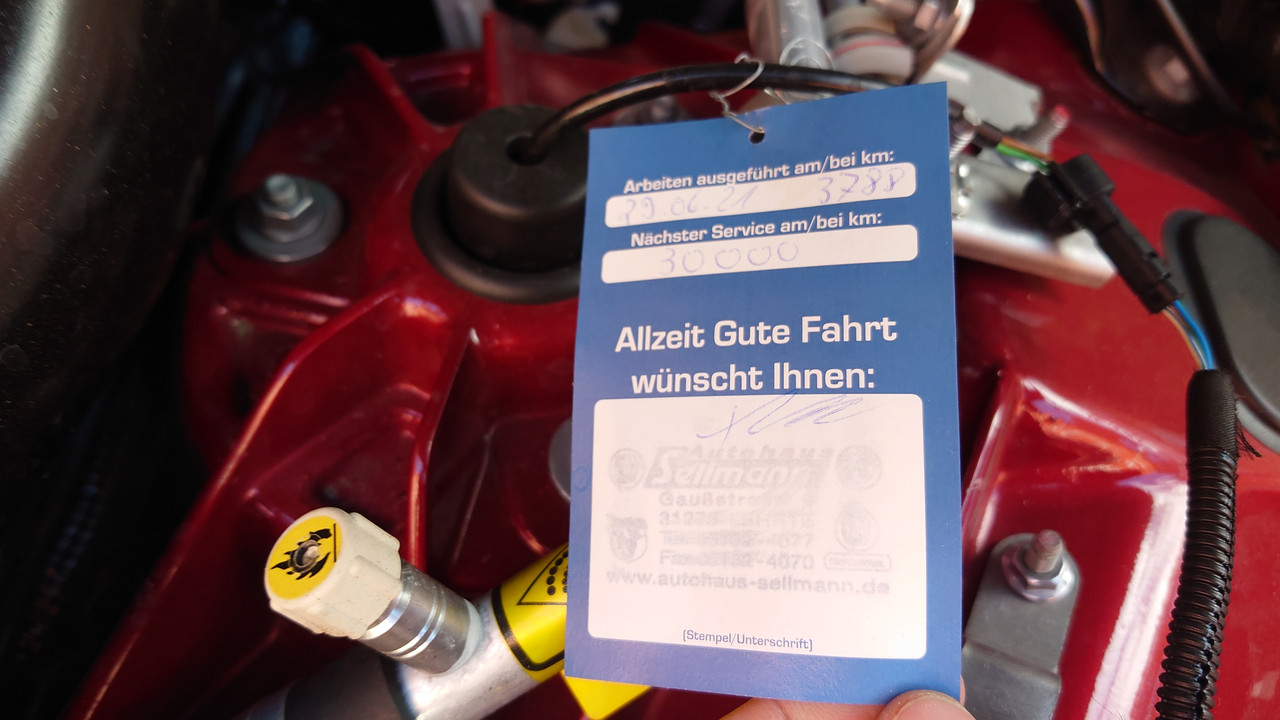 Arbeiten ausgeführt am/bei km:
29.06.21 3788
Nächster Service am/bei km:
30000
Allzeit Gute Fahrt
wünscht Ihnen:
Autohaus
Sellmann
www.autohaus-sellmann.de
(Stempel/Unterschrift)